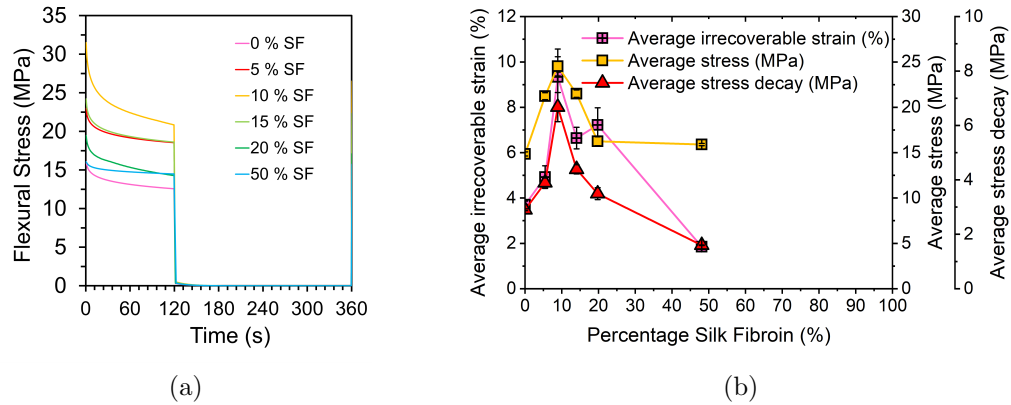 Flexural Stress (MPa)
35
30
25
20
15
10
5
0
0 % SF
5 % SF
10 % SF
15 % SF
20 % SF
50 % SF
0 60 120 180 240 300 360
Time (s)
(a)
Average irrecoverable strain (%)
12
10
8
6
4
2
0
Average irrecoverable strain (%)
Average stress (MPa)
Average stress decay (MPa)
0 10 20 30 40 50 60 70 80 90 100
Percentage Silk Fibroin (%)
30
25
20
15
10
5
0
Average stress (MPa)
10
8
6
4
2
0
Average stress decay (MPa)
(b)